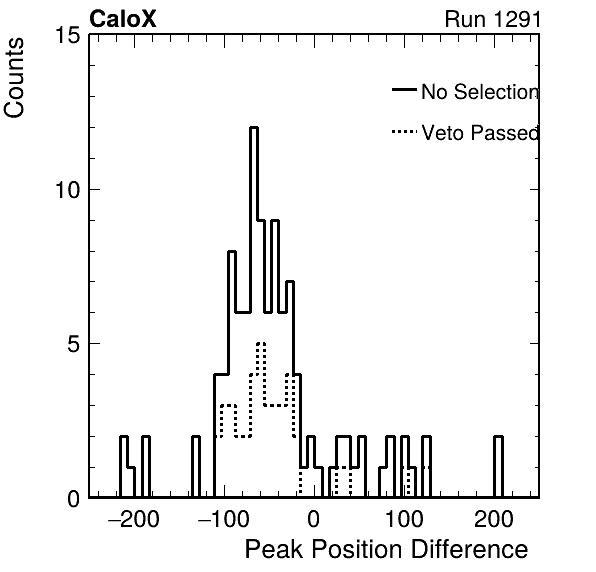 CaloX Run 1291
Counts
15
No Selection
Veto Passed
10
5
0
−200 −100 0 100 200
Peak Position Difference